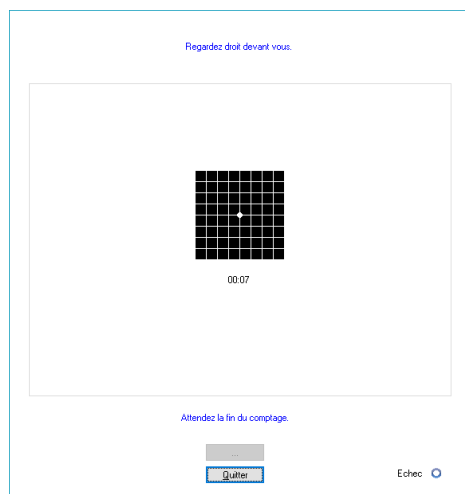 Regardez droit devant vous.
00:07
Attendez la fin du comptage.
...
Quitter
Echec